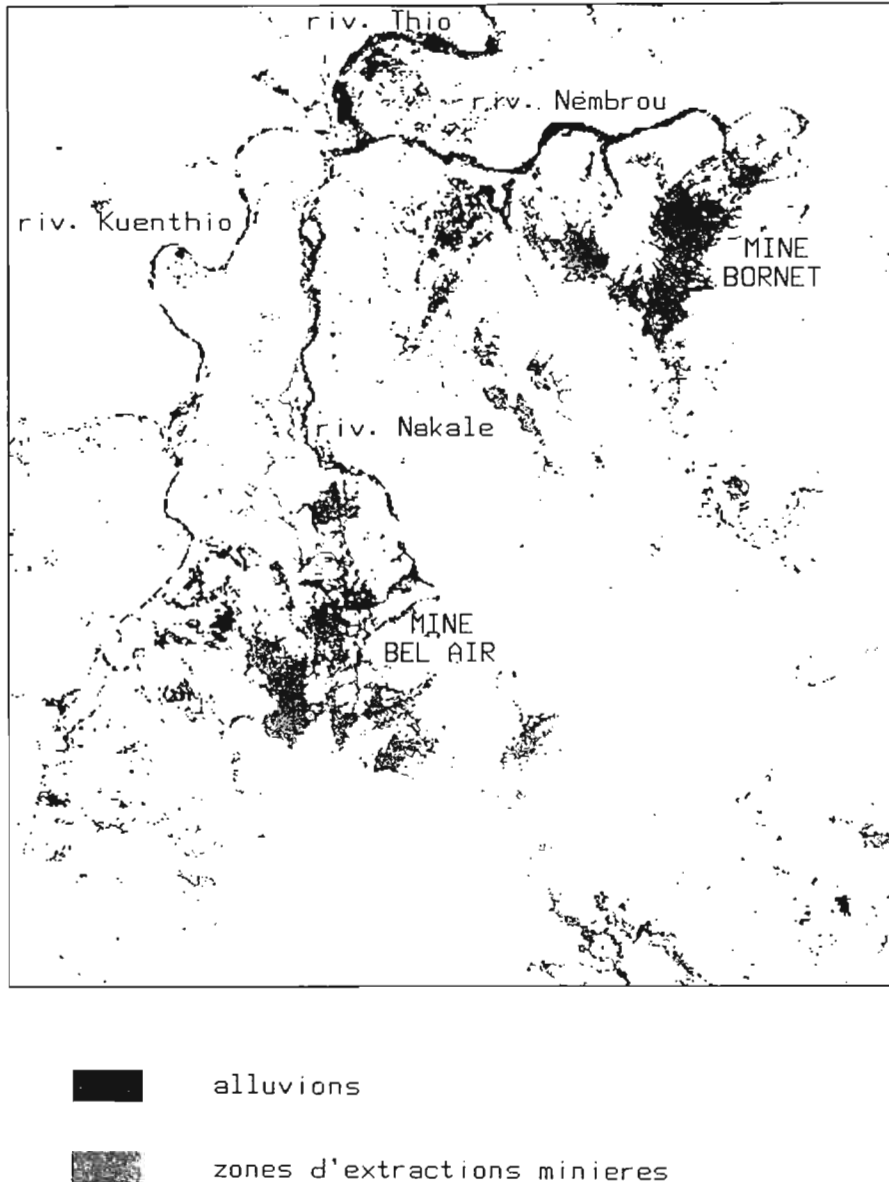 riv. Thio
riv. Nembrou
riv. Kuenthio
MINE
BORNET
riv. Nakale
MINE
BEL AIR
alluvions
zones d'extractions minieres